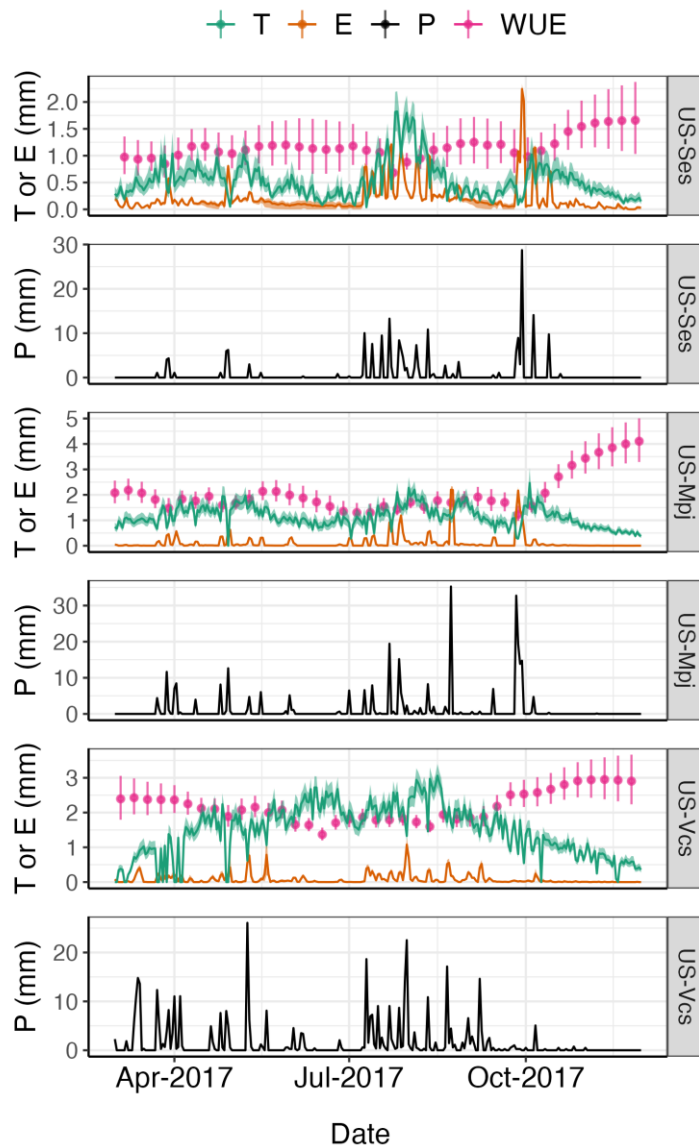 T E P WUE
T or E (mm)
2.0
1.5
1.0
0.5
0.0
US-Ses
P (mm)
30
20
10
0
US-Ses
T or E (mm)
5
4
3
2
1
0
US-Mpj
P (mm)
30
20
10
0
US-Mpj
T or E (mm)
3
2
1
0
US-Vcs
P (mm)
20
10
0
US-Vcs
Apr-2017 Jul-2017 Oct-2017
Date